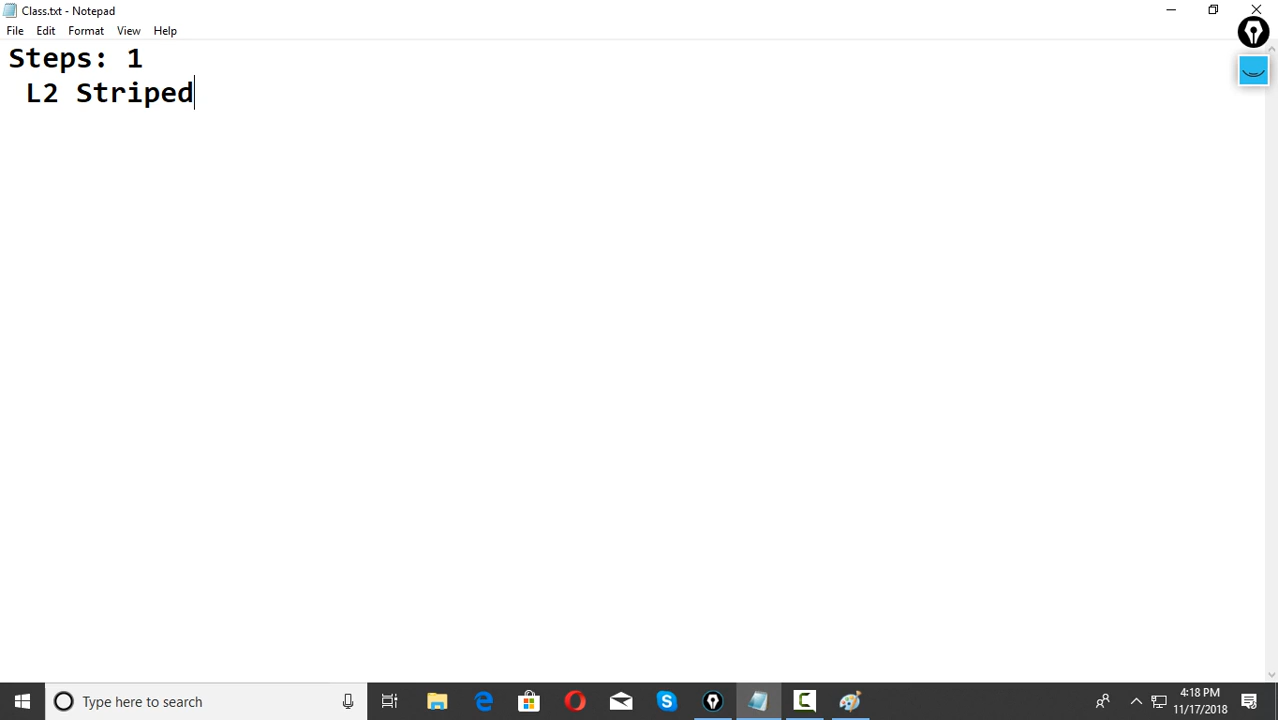 Class.txt - Notepad
File Edit Format View Help
Steps: 1
L2 Striped
Type here to search
4:18 PM
11/17/2018